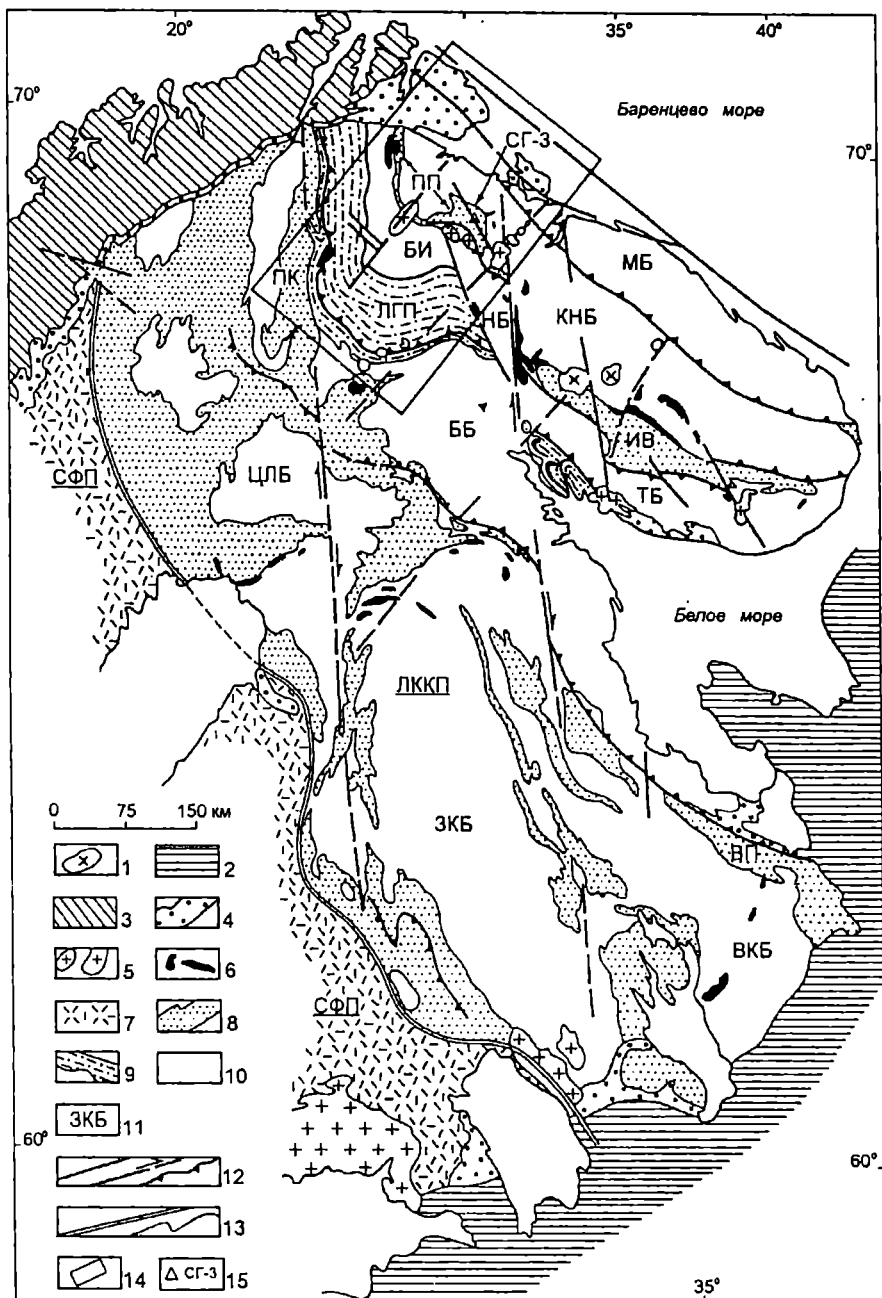 20° 35° 40°
70°
Баренцево море
70°
СГ-3
ПП
МБ
БИ
ПК
ЛГП
НБ
КНБ
ББ
ИВ
СФП
ЦЛБ
ТБ
Белое море
ЛККП
0 75 150 км
ЗКБ
ВП
1 2
3 4
ВКБ
5 6
СФП
7 8
9 10
ЗКБ 11
60°
60°
12
13
14 СГ-3 15
35°